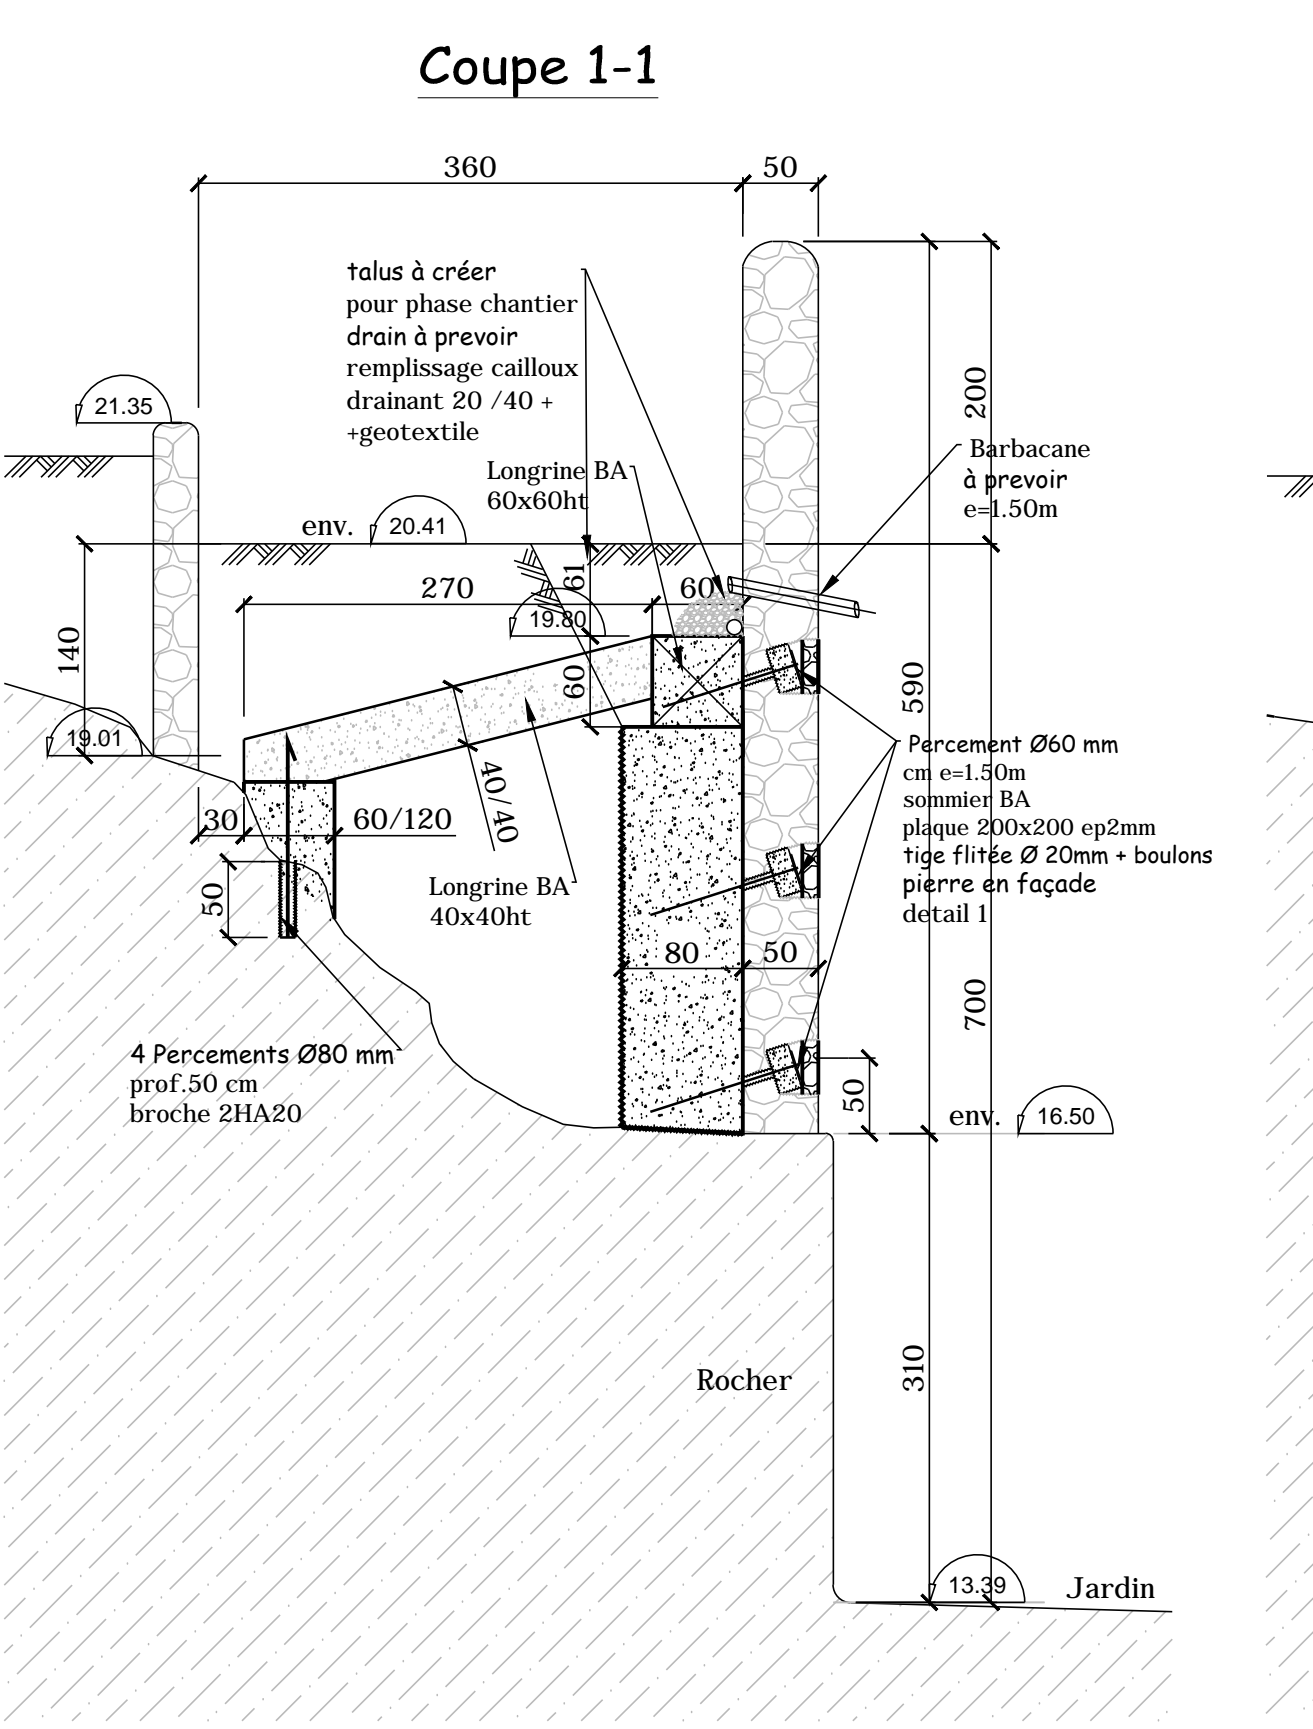 Coupe 1-1
360
50
talus à créer
pour phase chantier
drain à prevoir
remplissage cailloux
drainant 20 /40 +
+geotextile
21.35
200
Barbacane
à prevoir
e=1.50m
Longrine BA
60x60ht
env.
20.41
61
270
60
19.80
140
60
590
19.01
Percement Ø60 mm
cm e=1.50m
sommier BA
plaque 200x200 ep2mm
tige flitée Ø 20mm + boulons
pierre en façade
detail 1
40/40
30
60/120
50
Longrine BA
40x40ht
80
50
700
4 Percements Ø80 mm
prof.50 cm
broche 2HA20
50
env.
16.50
310
Rocher
13.39
Jardin